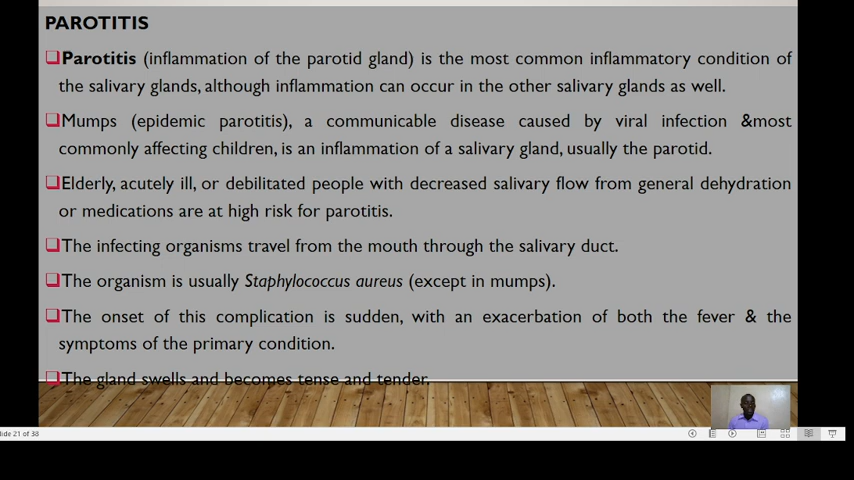 PAROTITIS
Parotitis (inflammation of the parotid gland) is the most common inflammatory condition of
the salivary glands, although inflammation can occur in the other salivary glands as well.
Mumps (epidemic parotitis), a communicable disease caused by viral infection &most
commonly affecting children, is an inflammation of a salivary gland, usually the parotid.
Elderly, acutely ill, or debilitated people with decreased salivary flow from general dehydration
or medications are at high risk for parotitis.
The infecting organisms travel from the mouth through the salivary duct.
The organism is usually Staphylococcus aureus (except in mumps).
The onset of this complication is sudden, with an exacerbation of both the fever & the
symptoms of the primary condition.
The gland swells and becomes tense and tender.
lide 21 of 38